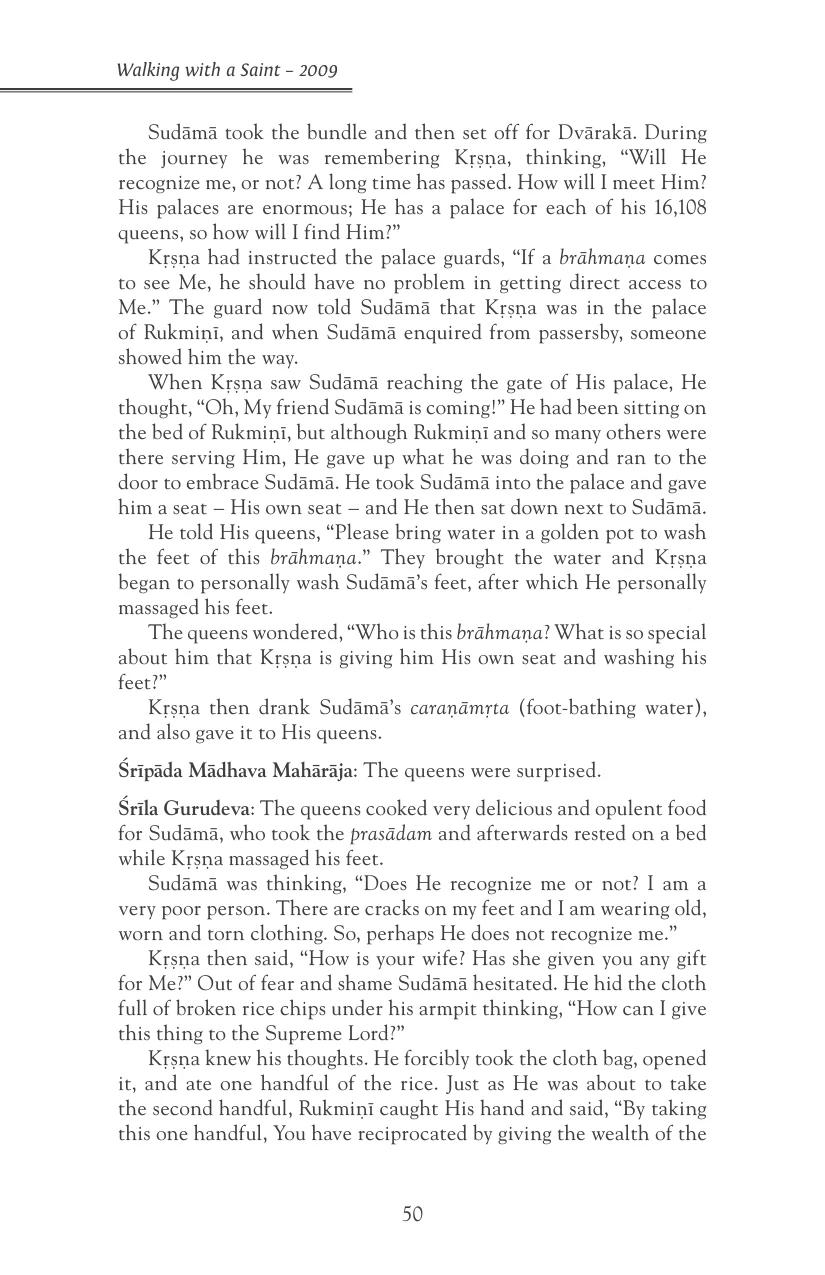 Walking with a Saint – 2009
Sudāmā took the bundle and then set off for Dvārakā. During
the journey he was remembering Kṛṣṇa, thinking, “Will He
recognize me, or not? A long time has passed. How will I meet Him?
His palaces are enormous; He has a palace for each of his 16,108
queens, so how will I find Him?”
Kṛṣṇa had instructed the palace guards, “If a brāhmaṇa comes
to see Me, he should have no problem in getting direct access to
Me.” The guard now told Sudāmā that Kṛṣṇa was in the palace
of Rukmiṇī, and when Sudāmā enquired from passersby, someone
showed him the way.
When Kṛṣṇa saw Sudāmā reaching the gate of His palace, He
thought, “Oh, My friend Sudāmā is coming!” He had been sitting on
the bed of Rukmiṇī, but although Rukmiṇī and so many others were
there serving Him, He gave up what he was doing and ran to the
door to embrace Sudāmā. He took Sudāmā into the palace and gave
him a seat – His own seat – and He then sat down next to Sudāmā.
He told His queens, “Please bring water in a golden pot to wash
the feet of this brāhmaṇa.” They brought the water and Kṛṣṇa
began to personally wash Sudāmā’s feet, after which He personally
massaged his feet.
The queens wondered, “Who is this brāhmaṇa? What is so special
about him that Kṛṣṇa is giving him His own seat and washing his
feet?”
Kṛṣṇa then drank Sudāmā’s caraṇāmṛta (foot-bathing water),
and also gave it to His queens.
Śrīpāda Mādhava Mahārāja: The queens were surprised.
Śrīla Gurudeva: The queens cooked very delicious and opulent food
for Sudāmā, who took the prasādam and afterwards rested on a bed
while Kṛṣṇa massaged his feet.
Sudāmā was thinking, “Does He recognize me or not? I am a
very poor person. There are cracks on my feet and I am wearing old,
worn and torn clothing. So, perhaps He does not recognize me.”
Kṛṣṇa then said, “How is your wife? Has she given you any gift
for Me?” Out of fear and shame Sudāmā hesitated. He hid the cloth
full of broken rice chips under his armpit thinking, “How can I give
this thing to the Supreme Lord?”
Kṛṣṇa knew his thoughts. He forcibly took the cloth bag, opened
it, and ate one handful of the rice. Just as He was about to take
the second handful, Rukmiṇī caught His hand and said, “By taking
this one handful, You have reciprocated by giving the wealth of the
50